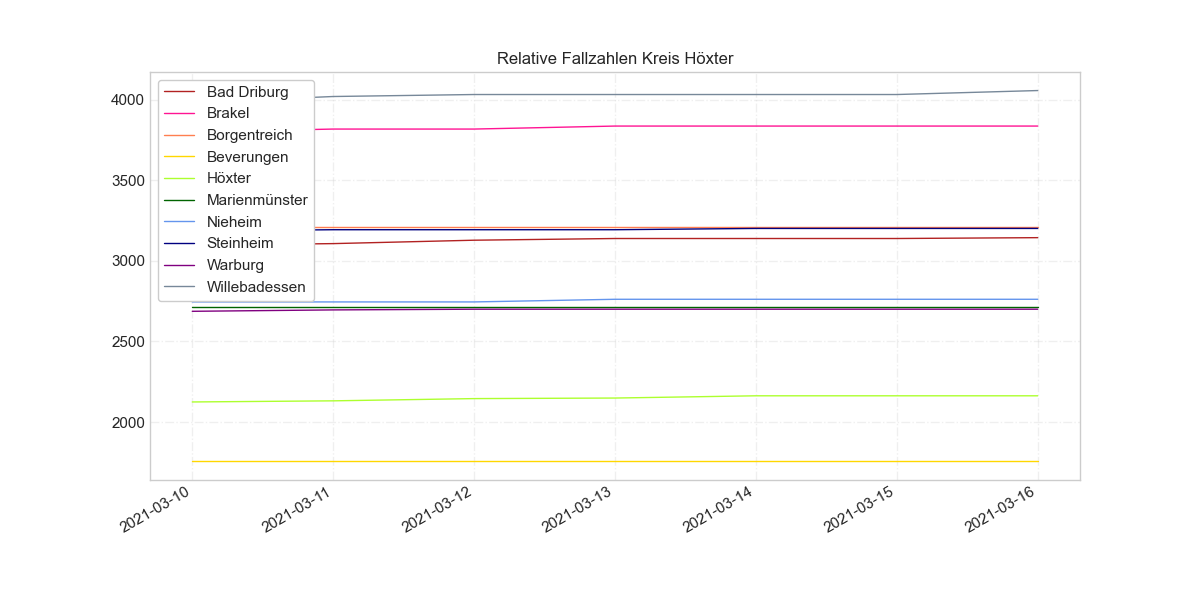 Relative Fallzahlen Kreis Höxter
Bad Driburg
Brakel
Borgentreich
Beverungen
Höxter
Marienmünster
Nieheim
Steinheim
Warburg
Willebadessen
4000
3500
3000
2500
2000
2021-03-10
2021-03-11
2021-03-12
2021-03-13
2021-03-14
2021-03-15
2021-03-16